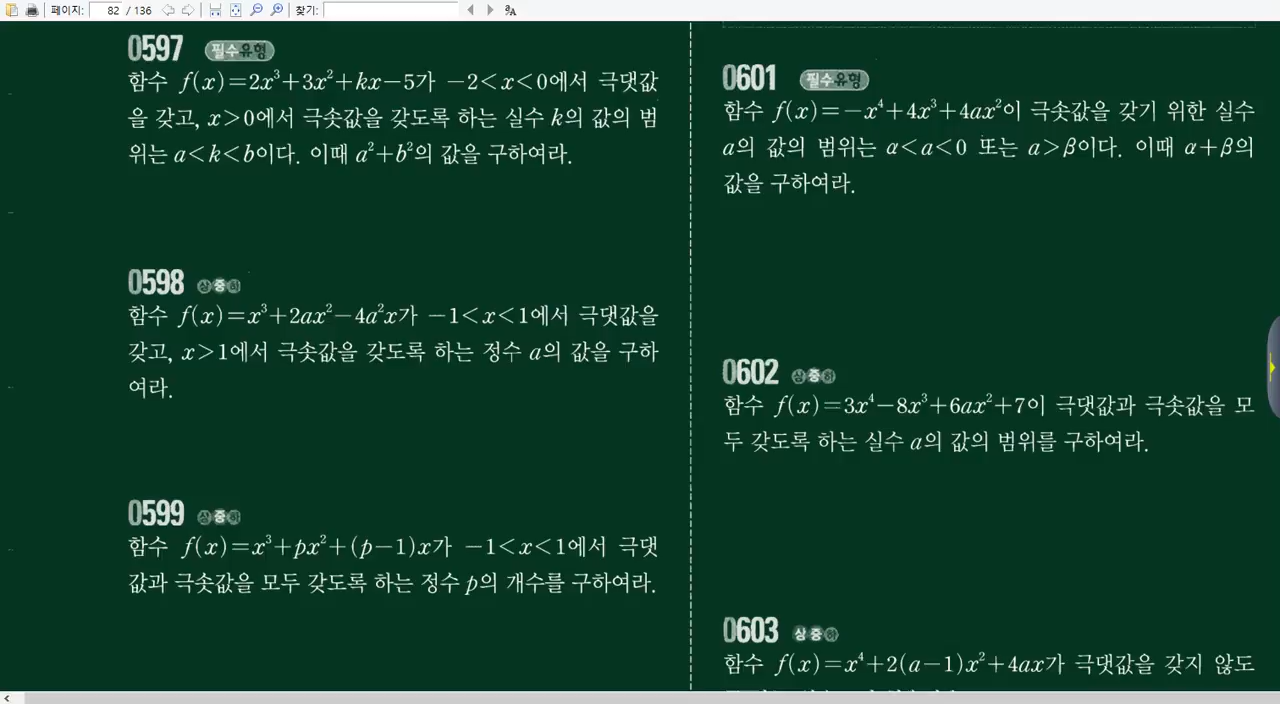 페이지: 82 / 136 찾기:
0597 필수유형
함수 f(x)=2x³+3x²+kx-5가 -2<x<0에서 극댓값
을 갖고, x>0에서 극솟값을 갖도록 하는 실수 k의 값의 범
위는 a<k<b이다. 이때 a²+b²의 값을 구하여라.
0598 상중하
함수 f(x)=x³+2ax²-4a²x가 -1<x<1에서 극댓값을
갖고, x>1에서 극솟값을 갖도록 하는 정수 a의 값을 구하
여라.
0599 상중하
함수 f(x)=x³+px²+(p-1)x가 -1<x<1에서 극댓
값과 극솟값을 모두 갖도록 하는 정수 p의 개수를 구하여라.
0601 필수유형
함수 f(x)=-x⁴+4x³+4ax²이 극솟값을 갖기 위한 실수
a의 값의 범위는 α<a<0 또는 a>β이다. 이때 α+β의
값을 구하여라.
0602 상중하
함수 f(x)=3x⁴-8x³+6ax²+7이 극댓값과 극솟값을 모
두 갖도록 하는 실수 a의 값의 범위를 구하여라.
0603 상중하
함수 f(x)=x⁴+2(a-1)x²+4ax가 극댓값을 갖지 않도